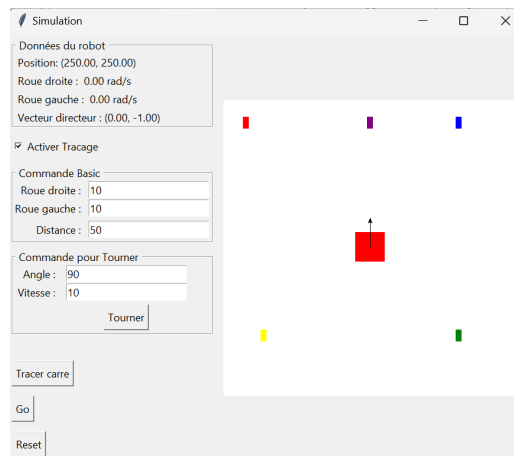 Simulation
Données du robot
Position: (250.00, 250.00)
Roue droite : 0.00 rad/s
Roue gauche : 0.00 rad/s
Vecteur directeur : (0.00, -1.00)
Activer Tracage
Commande Basic
Roue droite : 10
Roue gauche : 10
Distance : 50
Commande pour Tourner
Angle : 90
Vitesse : 10
Tourner
Tracer carre
Go
Reset